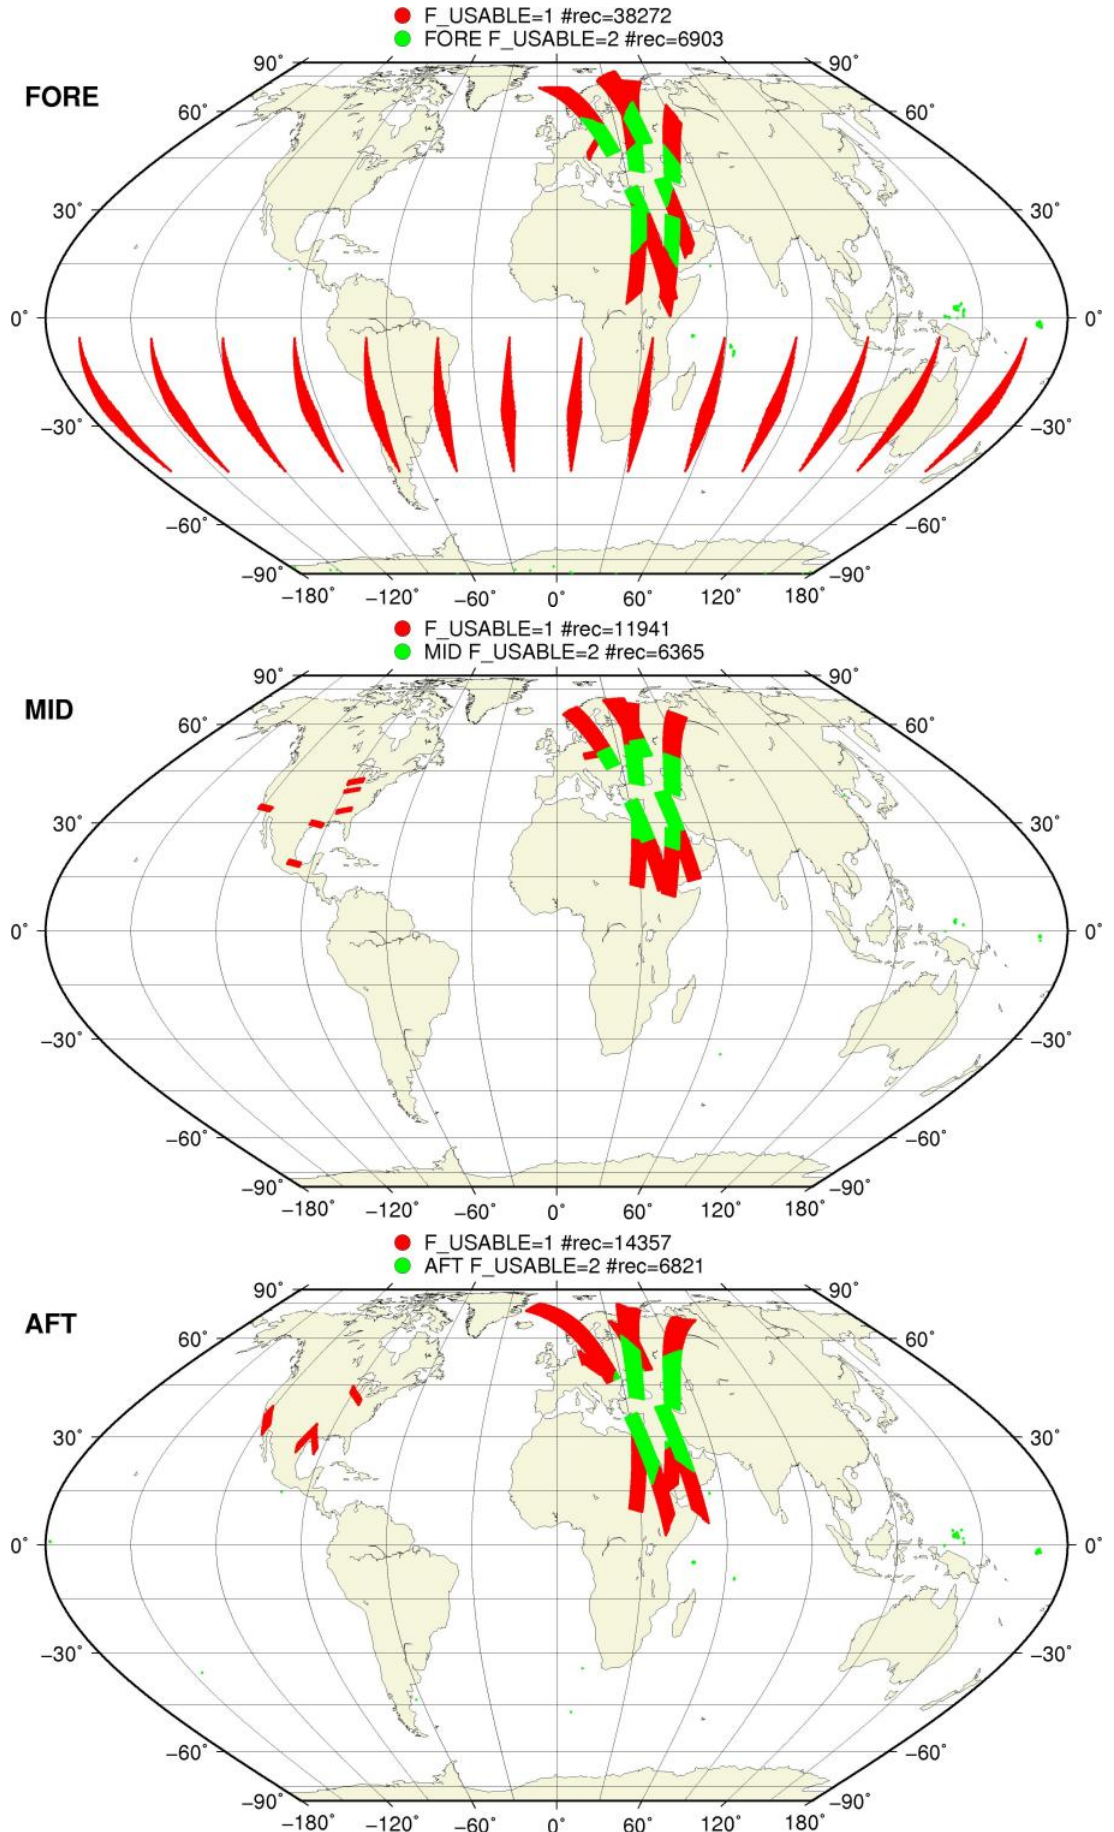 F_USABLE=1 #rec=38272
FORE F_USABLE=2 #rec=6903
FORE
90˚ 90˚
60˚ 60˚
30˚ 30˚
0˚ 0˚
−30˚ −30˚
−60˚ −60˚
−90˚ −90˚
−180˚ −120˚ −60˚ 0˚ 60˚ 120˚ 180˚
F_USABLE=1 #rec=11941
MID F_USABLE=2 #rec=6365
MID
90˚ 90˚
60˚ 60˚
30˚ 30˚
0˚ 0˚
−30˚ −30˚
−60˚ −60˚
−90˚ −90˚
−180˚ −120˚ −60˚ 0˚ 60˚ 120˚ 180˚
F_USABLE=1 #rec=14357
AFT F_USABLE=2 #rec=6821
AFT
90˚ 90˚
60˚ 60˚
30˚ 30˚
0˚ 0˚
−30˚ −30˚
−60˚ −60˚
−90˚ −90˚
−180˚ −120˚ −60˚ 0˚ 60˚ 120˚ 180˚